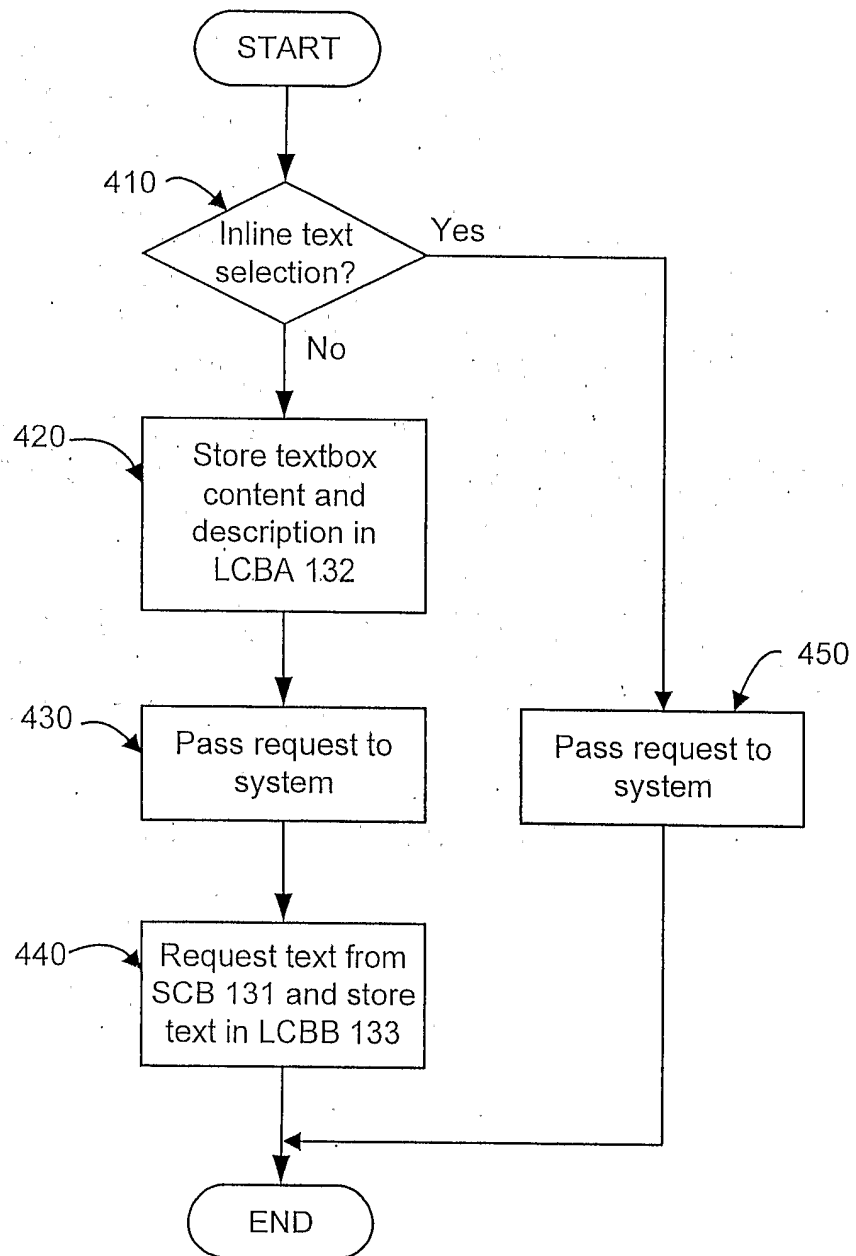 START
410
Inline text
selection?
Yes
No
420
Store textbox
content and
description in
LCBA 132
430
Pass request to
system
450
Pass request to
system
440
Request text from
SCB 131 and store
text in LCBB 133
END